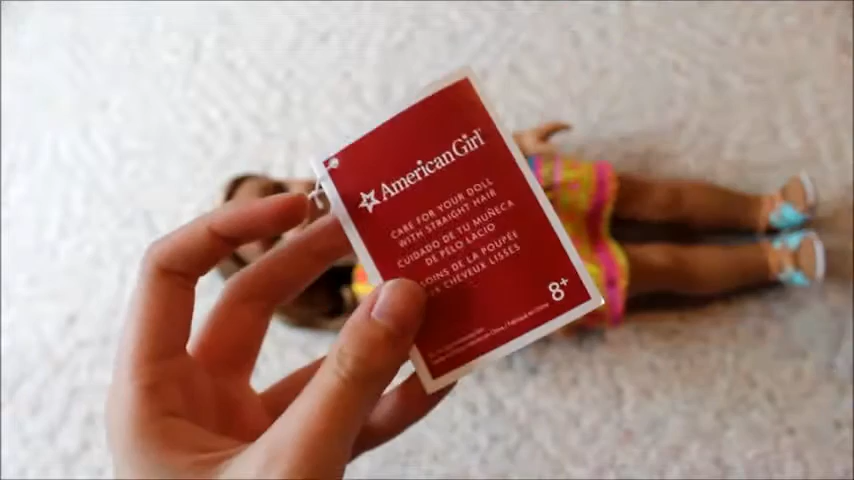 American Girl
CARE FOR YOUR DOLL
WITH STRAIGHT HAIR
CUIDADO DE TU MUÑECA
DE PELO LACIO
SOINS DE LA POUPÉE
CHEVEUX LISSES
8+